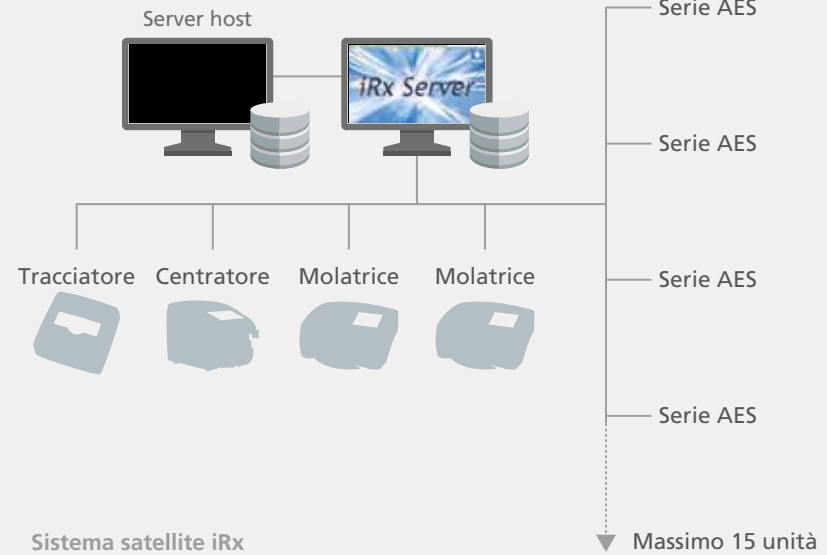 Serie AES
Server host
iRx Server
Serie AES
Tracciatore
Centratore
Molatrice
Molatrice
Serie AES
Serie AES
Sistema satellite iRx
Massimo 15 unità